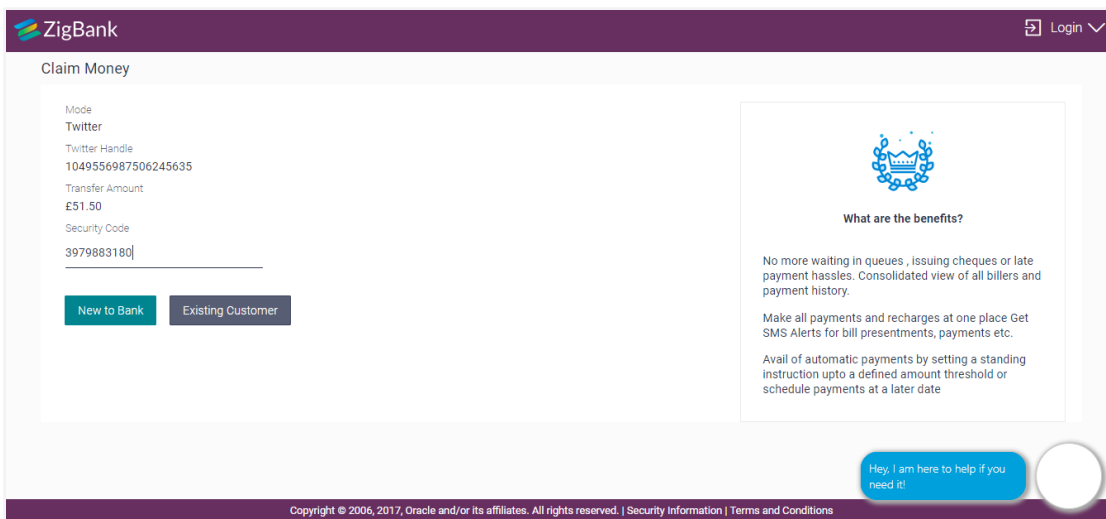 ZigBank
Login
Claim Money
Mode
Twitter
Twitter Handle
1049556987506245635
Transfer Amount
£51.50
Security Code
3979883180
New to Bank
Existing Customer
What are the benefits?
No more waiting in queues , issuing cheques or late
payment hassles. Consolidated view of all billers and
payment history.
Make all payments and recharges at one place Get
SMS Alerts for bill presentments, payments etc.
Avail of automatic payments by setting a standing
instruction upto a defined amount threshold or
schedule payments at a later date
Hey, I am here to help if you
need it!
Copyright © 2006, 2017, Oracle and/or its affiliates. All rights reserved. | Security Information | Terms and Conditions